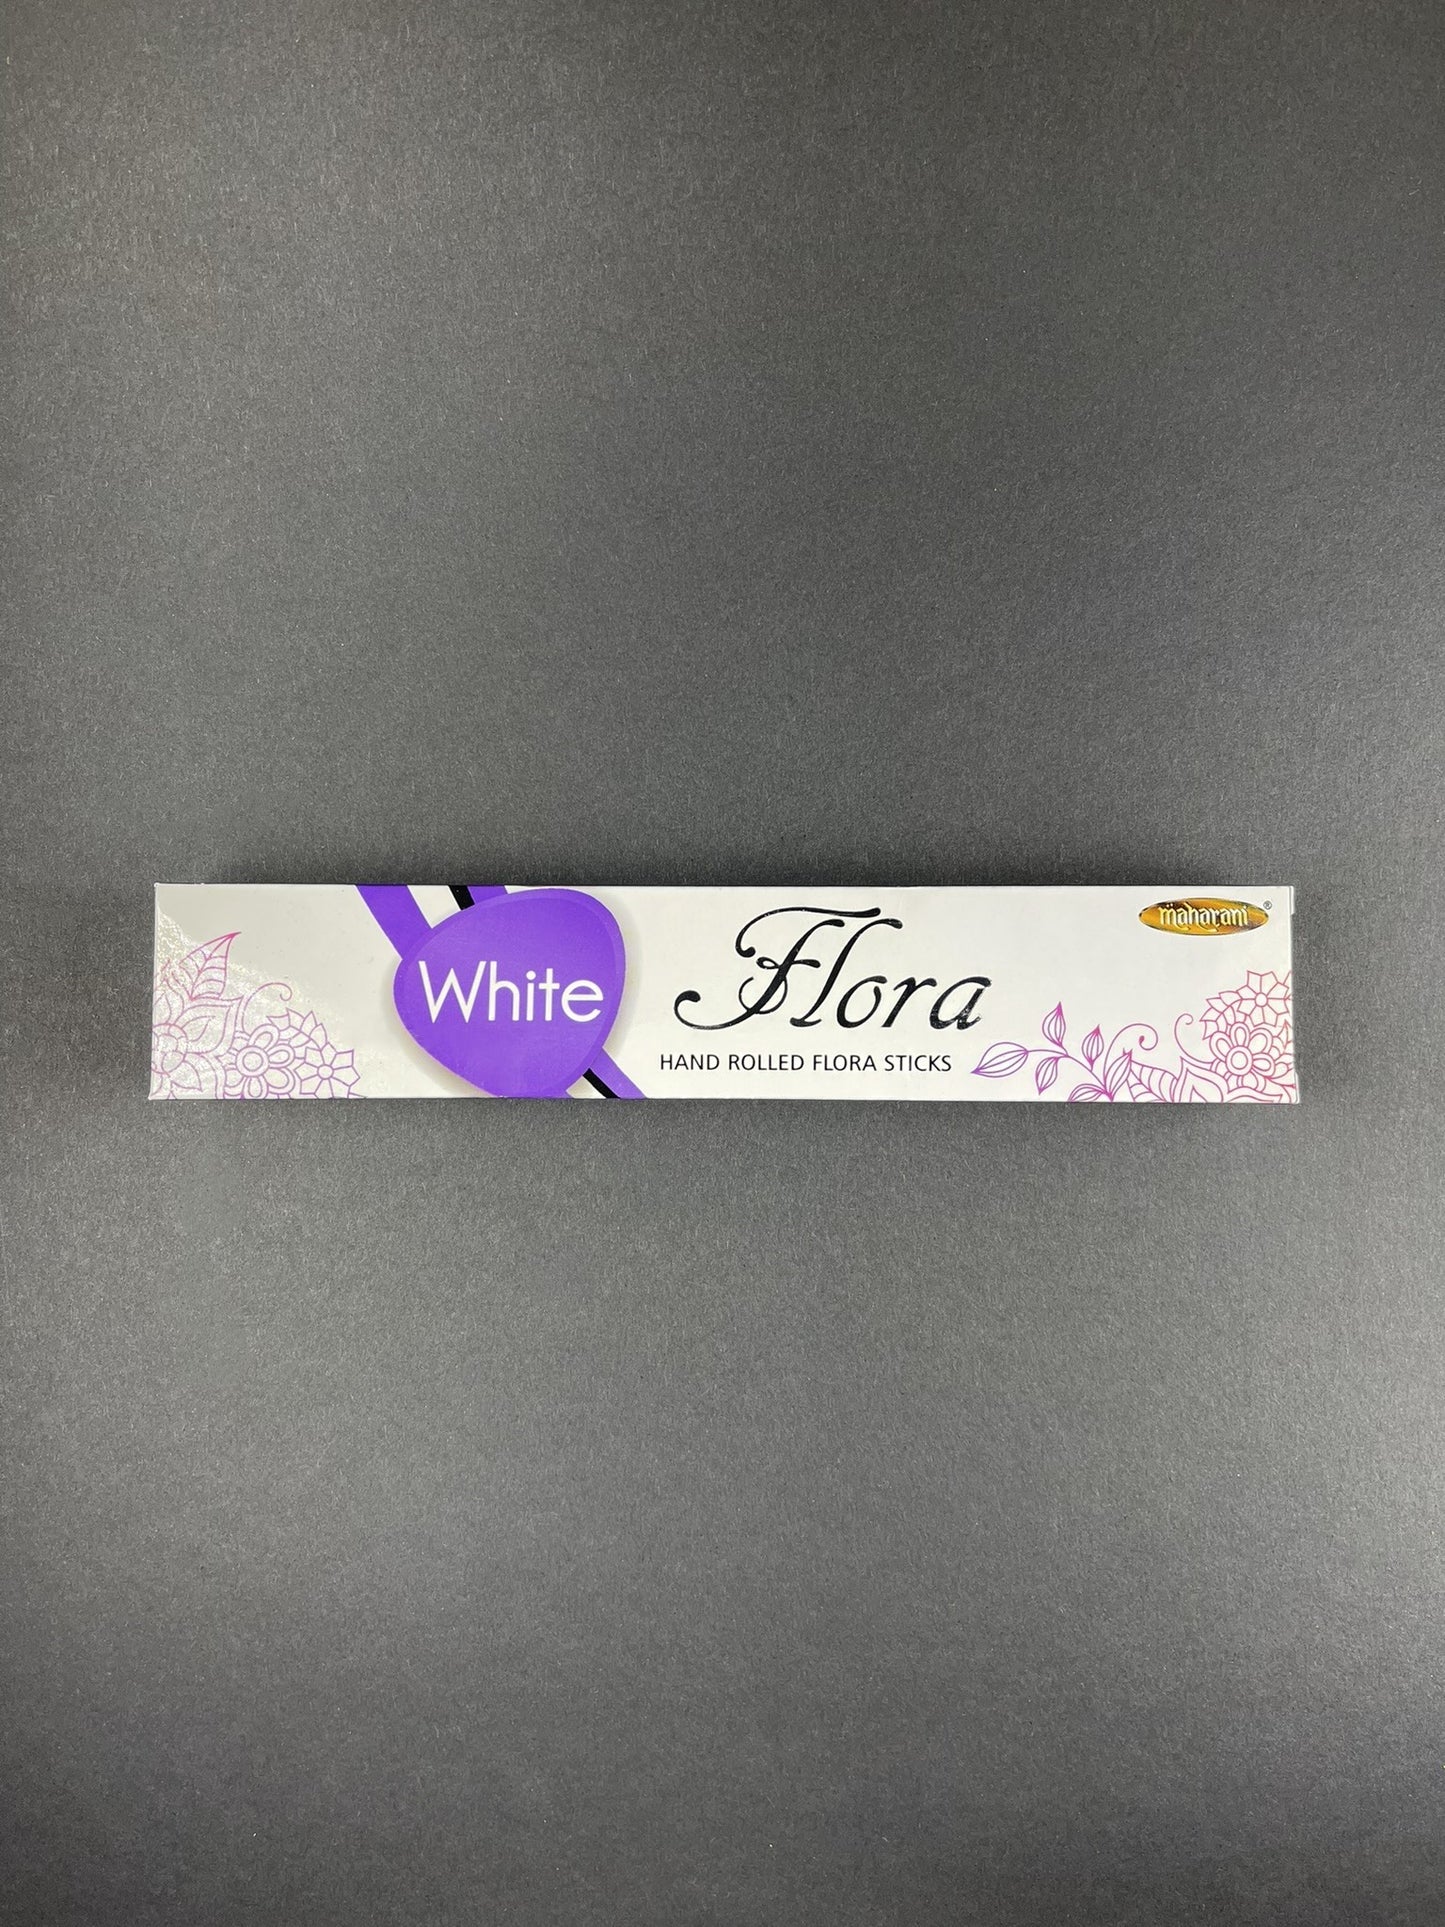 maharani®
White
Flora
HAND ROLLED FLORA STICKS